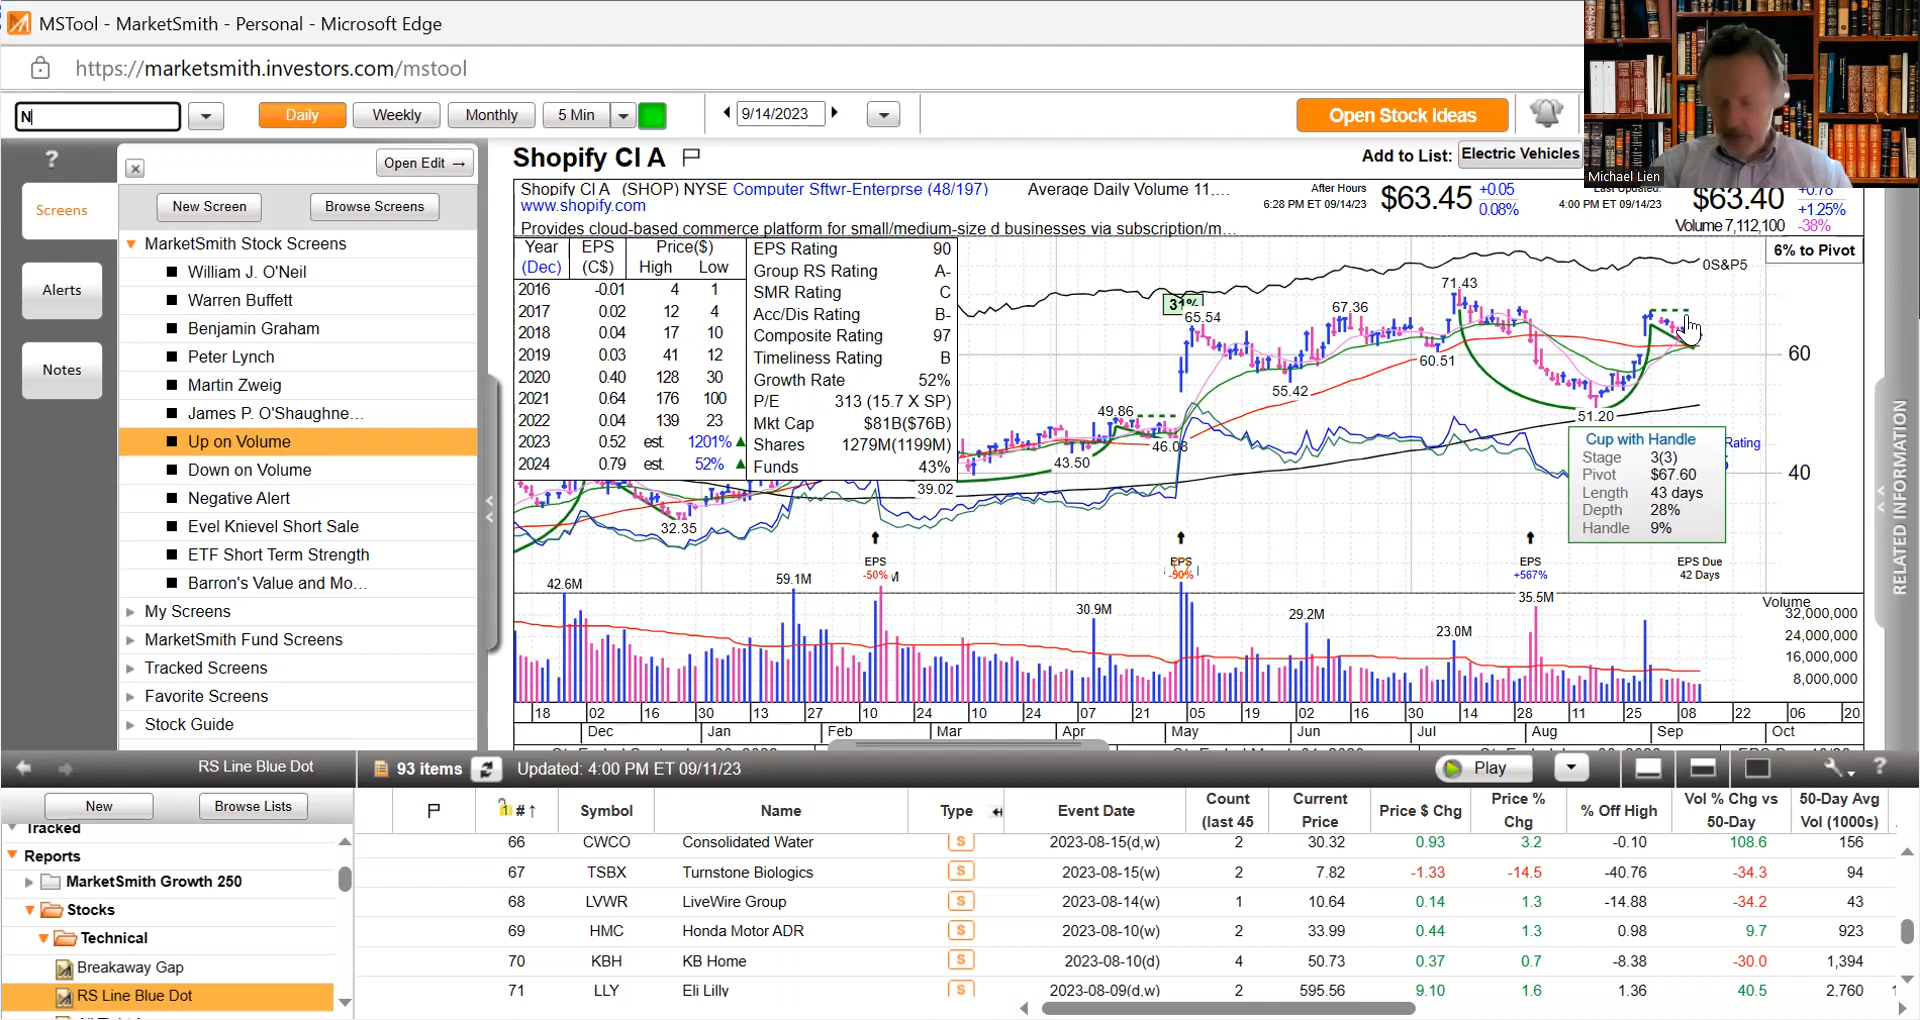 MSTool - MarketSmith - Personal - Microsoft Edge
https://marketsmith.investors.com/mstool
N
Daily
Weekly
Monthly
5 Min
9/14/2023
Open Stock Ideas
Michael Lien
?
Open Edit →
Screens
Alerts
Notes
New Screen
Browse Screens
MarketSmith Stock Screens
William J. O'Neil
Warren Buffett
Benjamin Graham
Peter Lynch
Martin Zweig
James P. O'Shaughne…
Up on Volume
Down on Volume
Negative Alert
Evel Knievel Short Sale
ETF Short Term Strength
Barron's Value and Mo…
My Screens
MarketSmith Fund Screens
Tracked Screens
Favorite Screens
Stock Guide
Shopify Cl A
Add to List: Electric Vehicles
Shopify Cl A (SHOP) NYSE Computer Sftwr-Enterprse (48/197) Average Daily Volume 11,...
www.shopify.com
Provides cloud-based commerce platform for small/medium-size d businesses via subscription/m...
After Hours
6:28 PM ET 09/14/23
$63.45
+0.05
0.08%
4:00 PM ET 09/14/23
$63.40
+0.78
+1.25%
Volume 7,112,100 -38%
6% to Pivot
Year EPS Price($)
(Dec) (C$) High Low
2016 -0.01 4 1
2017 0.02 12 4
2018 0.04 17 10
2019 0.03 41 12
2020 0.40 128 30
2021 0.64 176 100
2022 0.04 139 23
2023 0.52 est. 1201%
2024 0.79 est. 52%
EPS Rating 90
Group RS Rating A-
SMR Rating C
Acc/Dis Rating B-
Composite Rating 97
Timeliness Rating B
Growth Rate 52%
P/E 313 (15.7 X SP)
Mkt Cap $81B($76B)
Shares 1279M(1199M)
Funds 43%
0S&P5
31%
65.54
67.36
71.43
60.51
55.42
51.20
49.86
46.08
43.50
39.02
32.35
60
40
Rating
Cup with Handle
Stage 3(3)
Pivot $67.60
Length 43 days
Depth 28%
Handle 9%
EPS
-50%
EPS
-90%
EPS
+567%
EPS Due
42 Days
42.6M
59.1M
30.9M
29.2M
23.0M
35.5M
Volume
32,000,000
24,000,000
16,000,000
8,000,000
18 02 16 30 13 27 10 24 10 24 07 21 05 19 02 16 30 14 28 11 25 08 22 06 20
Dec Jan Feb Mar Apr May Jun Jul Aug Sep Oct
RELATED INFORMATION
RS Line Blue Dot
93 items
Updated: 4:00 PM ET 09/11/23
Play
?
New
Browse Lists
Tracked
Reports
MarketSmith Growth 250
Stocks
Technical
Breakaway Gap
RS Line Blue Dot
# ↑ Symbol Name Type Event Date Count (last 45 Current Price Price $ Chg Price % Chg % Off High Vol % Chg vs 50-Day 50-Day Avg Vol (1000s)
66 CWCO Consolidated Water S 2023-08-15(d,w) 2 30.32 0.93 3.2 -0.10 108.6 156
67 TSBX Turnstone Biologics S 2023-08-15(w) 2 7.82 -1.33 -14.5 -40.76 -34.3 94
68 LVWR LiveWire Group S 2023-08-14(w) 1 10.64 0.14 1.3 -14.88 -34.2 43
69 HMC Honda Motor ADR S 2023-08-10(w) 2 33.99 0.44 1.3 0.98 9.7 923
70 KBH KB Home S 2023-08-10(d) 4 50.73 0.37 0.7 -8.38 -30.0 1,394
71 LLY Eli Lilly S 2023-08-09(d,w) 2 595.56 9.10 1.6 1.36 40.5 2,760